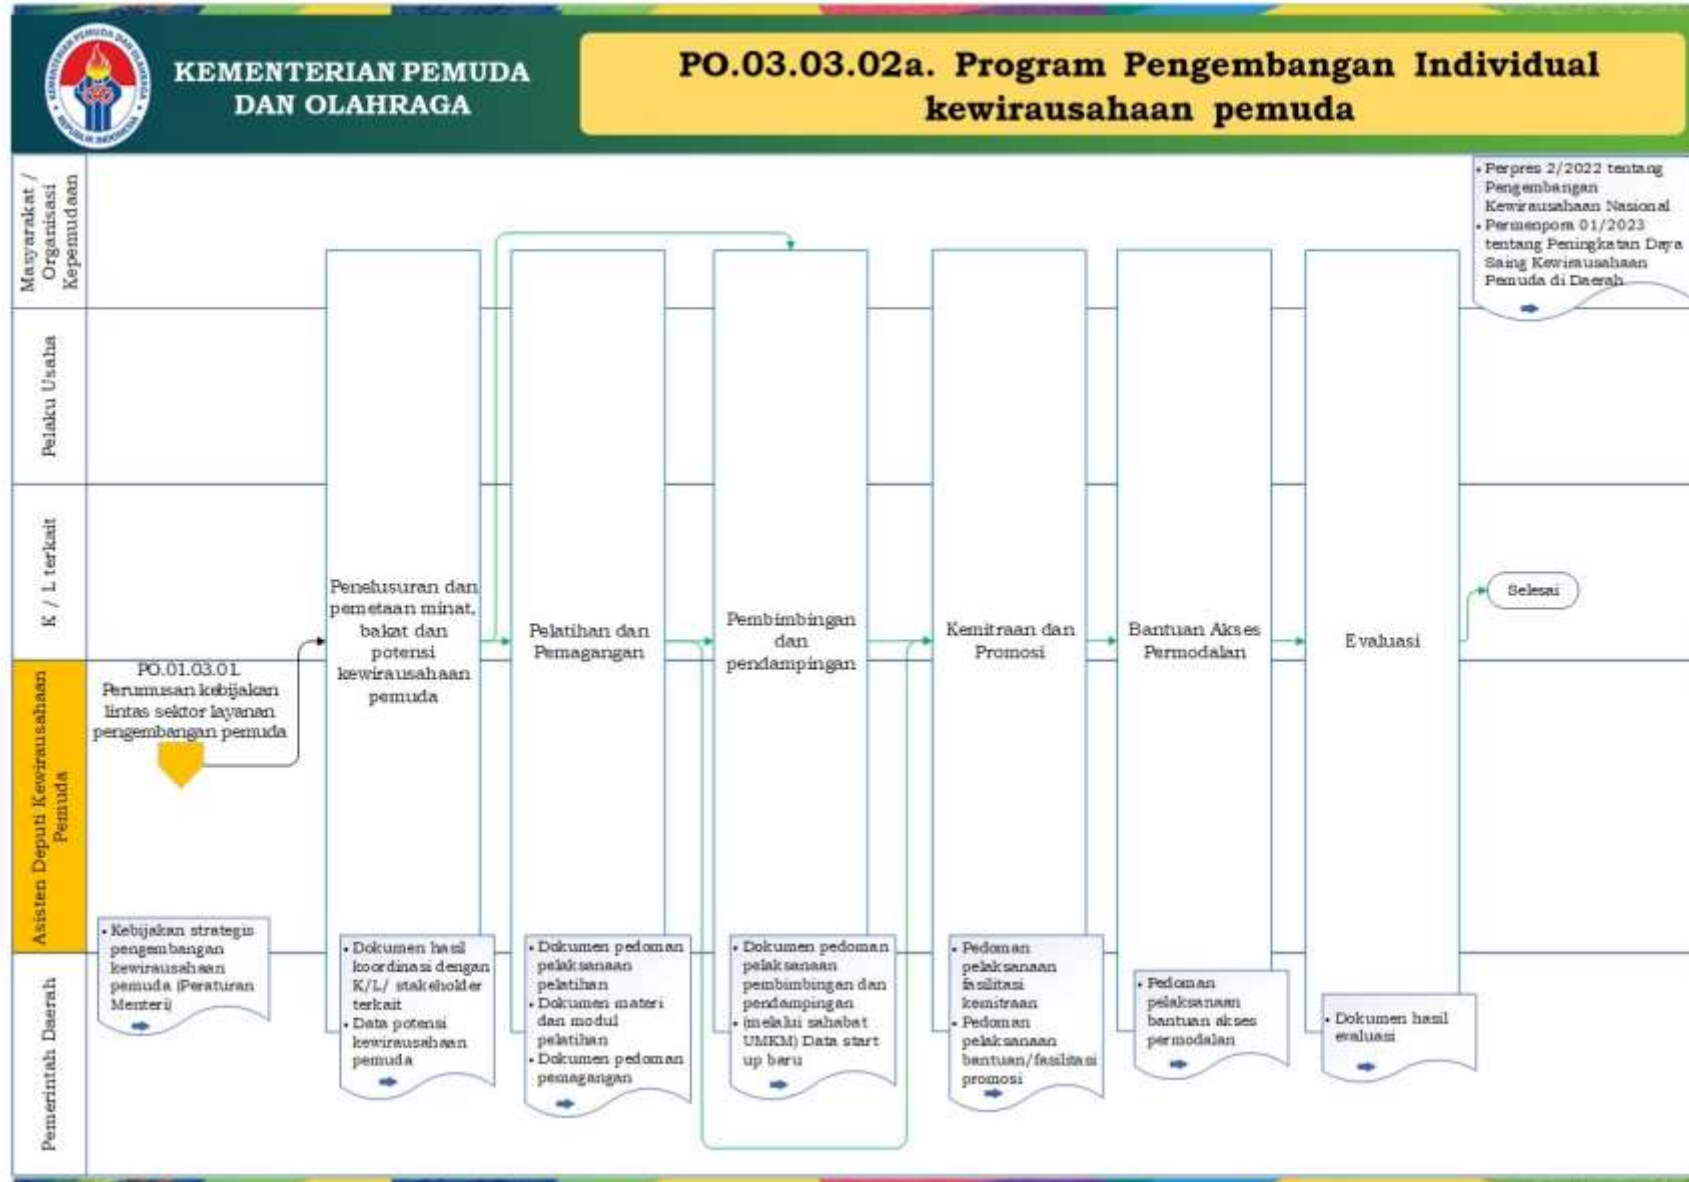 KEMENTERIAN PEMUDA DAN OLAHRAGA
REPUBLIK INDONESIA
KEMENTERIAN PEMUDA
DAN OLAHRAGA
PO.03.03.02a. Program Pengembangan Individual
kewirausahaan pemuda
Masyarakat /
Organisasi
Kepemudaan
• Perpres 2/2022 tentang
Pengembangan
Kewirausahaan Nasional
• Permenpora 01/2023
tentang Peningkatan Daya
Saing Kewirausahaan
Pemuda di Daerah
Pelaku Usaha
K / L terkait
Asisten Deputi Kewirausahaan
Pemuda
Pemerintah Daerah
PO.01.03.01.
Perumusan kebijakan
lintas sektor layanan
pengembangan pemuda
Penelusuran dan
pemetaan minat,
bakat dan
potensi
kewirausahaan
pemuda
Pelatihan dan
Pemagangan
Pembimbingan
dan
pendampingan
Kemitraan dan
Promosi
Bantuan Akses
Permodalan
Evaluasi
Selesai
• Kebijakan strategis
pengembangan
kewirausahaan
pemuda (Peraturan
Menteri)
• Dokumen hasil
koordinasi dengan
K/L/ stakeholder
terkait
• Data potensi
kewirausahaan
pemuda
• Dokumen pedoman
pelaksanaan
pelatihan
• Dokumen materi
dan modul
pelatihan
• Dokumen pedoman
pemagangan
• Dokumen pedoman
pelaksanaan
pembimbingan dan
pendampingan
• (melalui sahabat
UMKM) Data start
up baru
• Pedoman
pelaksanaan
fasilitasi
kemitraan
• Pedoman
pelaksanaan
bantuan/fasilitasi
promosi
• Pedoman
pelaksanaan
bantuan akses
permodalan
• Dokumen hasil
evaluasi